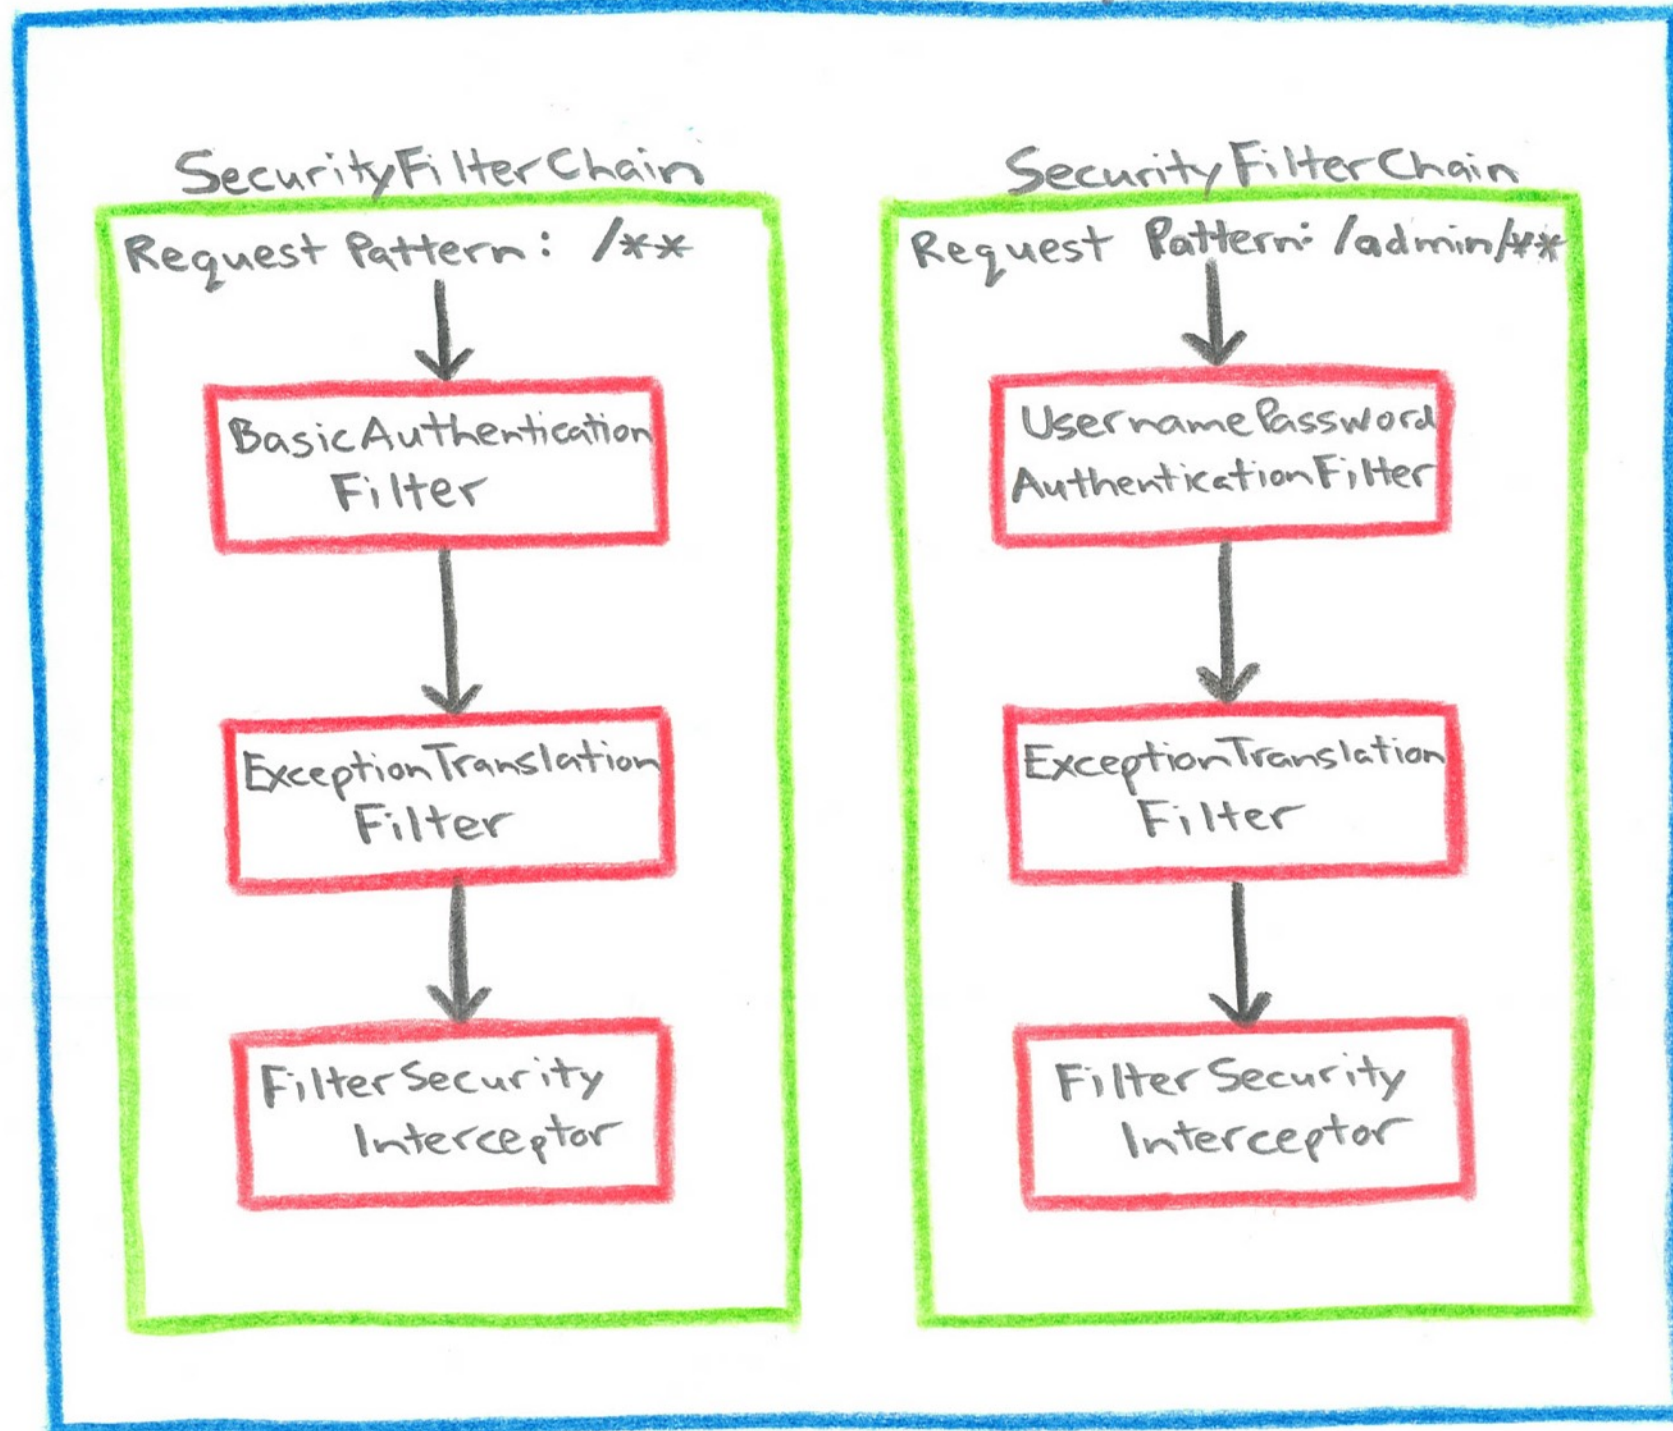 SecurityFilterChain
Request Pattern: /**
BasicAuthentication
Filter
ExceptionTranslation
Filter
FilterSecurity
Interceptor
SecurityFilterChain
Request Pattern: /admin/**
UsernamePassword
AuthenticationFilter
ExceptionTranslation
Filter
FilterSecurity
Interceptor